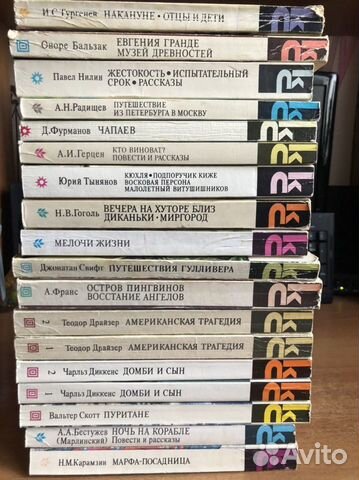 И.С. Тургенев НАКАНУНЕ • ОТЦЫ И ДЕТИ
Оноре Бальзак ЕВГЕНИЯ ГРАНДЕ
МУЗЕЙ ДРЕВНОСТЕЙ
Павел Нилин ЖЕСТОКОСТЬ • ИСПЫТАТЕЛЬНЫЙ
СРОК • РАССКАЗЫ
А.Н. Радищев ПУТЕШЕСТВИЕ
ИЗ ПЕТЕРБУРГА В МОСКВУ
Д. Фурманов ЧАПАЕВ
А.И. Герцен КТО ВИНОВАТ?
ПОВЕСТИ И РАССКАЗЫ
Юрий Тынянов КЮХЛЯ • ПОДПОРУЧИК КИЖЕ
ВОСКОВАЯ ПЕРСОНА
МАЛОЛЕТНЫЙ ВИТУШИШНИКОВ
Н.В. Гоголь ВЕЧЕРА НА ХУТОРЕ БЛИЗ
ДИКАНЬКИ • МИРГОРОД
МЕЛОЧИ ЖИЗНИ
Джонатан Свифт ПУТЕШЕСТВИЯ ГУЛЛИВЕРА
А. Франс ОСТРОВ ПИНГВИНОВ
ВОССТАНИЕ АНГЕЛОВ
2 Теодор Драйзер АМЕРИКАНСКАЯ ТРАГЕДИЯ
1 Теодор Драйзер АМЕРИКАНСКАЯ ТРАГЕДИЯ
2 Чарльз Диккенс ДОМБИ И СЫН
1 Чарльз Диккенс ДОМБИ И СЫН
Вальтер Скотт ПУРИТАНЕ
А.А. Бестужев НОЧЬ НА КОРАБЛЕ
(Марлинский) Повести и рассказы
Н.М. Карамзин МАРФА-ПОСАДНИЦА
Avito